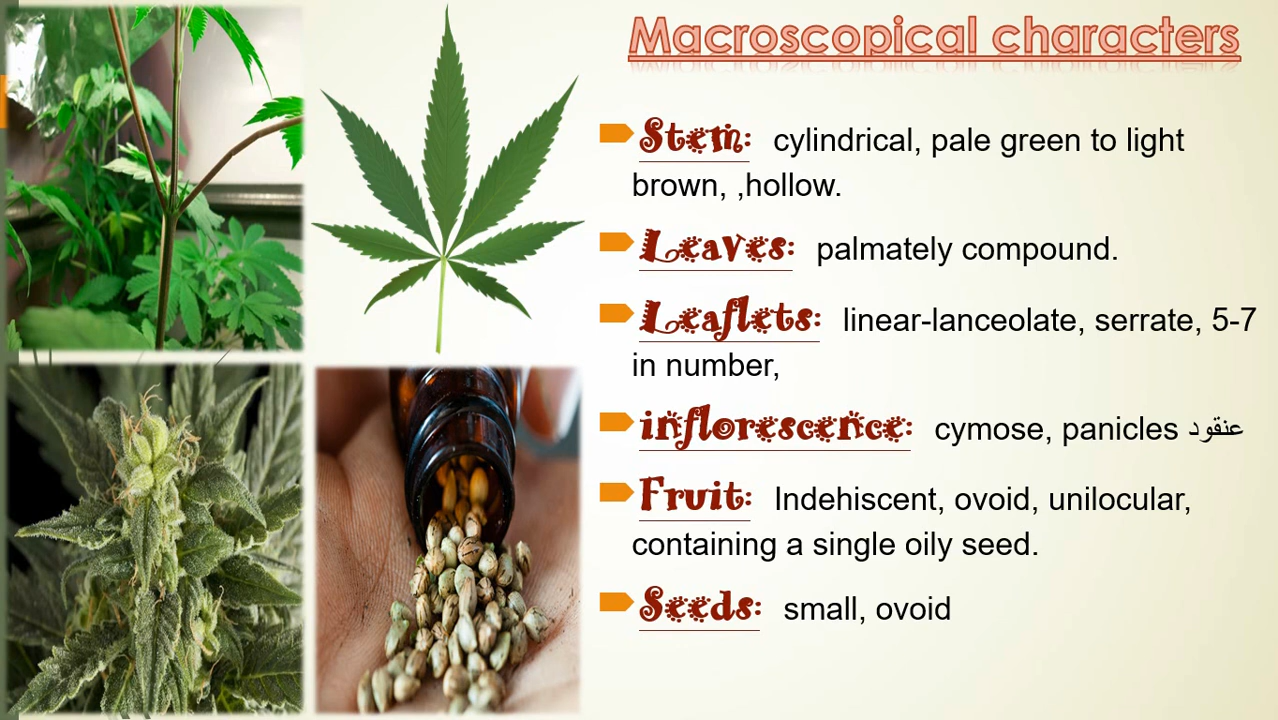 Macroscopical characters
Stem: cylindrical, pale green to light
brown, ,hollow.
Leaves: palmately compound.
Leaflets: linear-lanceolate, serrate, 5-7
in number,
inflorescence: cymose, panicles عنقود
Fruit: Indehiscent, ovoid, unilocular,
containing a single oily seed.
Seeds: small, ovoid